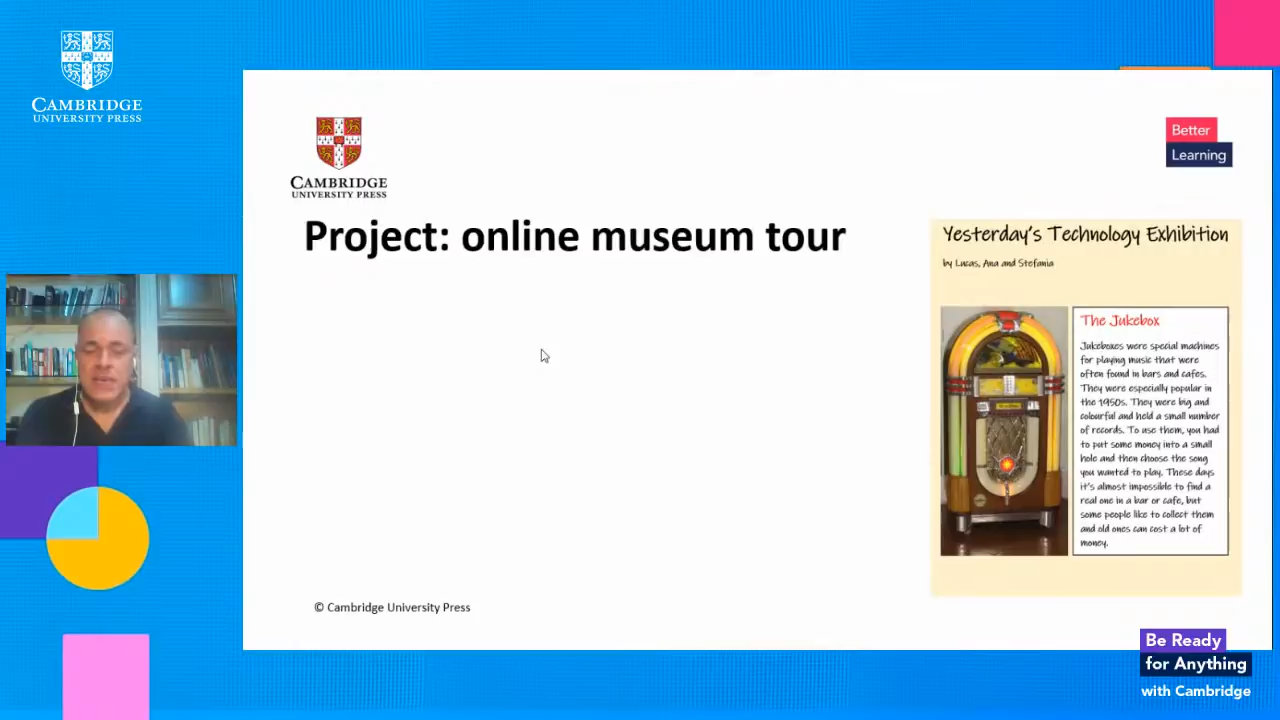 CAMBRIDGE
UNIVERSITY PRESS
CAMBRIDGE
UNIVERSITY PRESS
Better
Learning
Project: online museum tour
Yesterday's Technology Exhibition
by Lucas, Ana and Stefania
The Jukebox
Jukeboxes were special machines
for playing music that were
often found in bars and cafes.
They were especially popular in
the 1950s. They were big and
colourful and held a small number
of records. To use them, you had
to put some money into a small
hole and then choose the song
you wanted to play. These days
it's almost impossible to find a
real one in a bar or cafe, but
some people like to collect them
and old ones can cost a lot of
money.
© Cambridge University Press
Be Ready
for Anything
with Cambridge